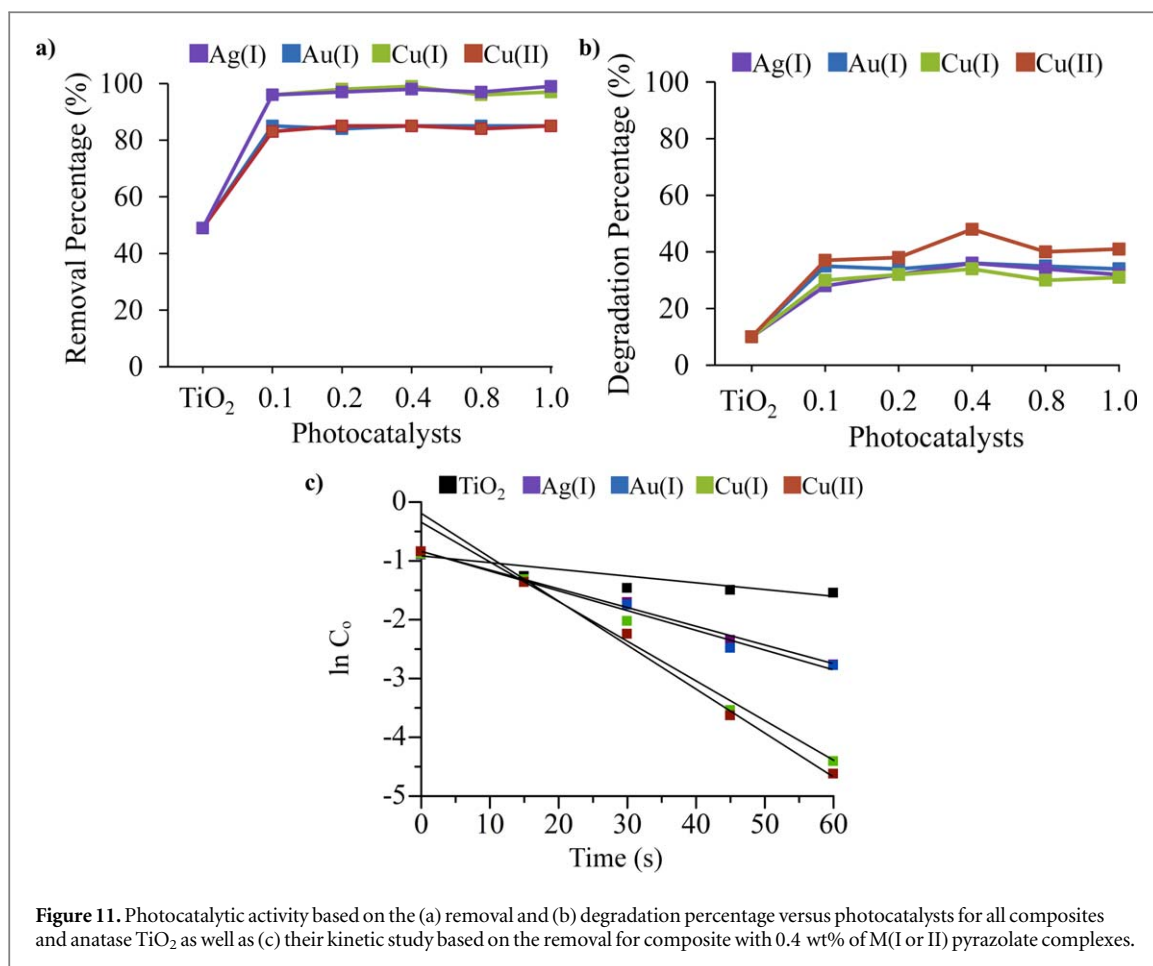 a)
Ag(I) Au(I) Cu(I) Cu(II)
Removal Percentage (%)
100
80
60
40
20
0
TiO₂ 0.1 0.2 0.4 0.8 1.0
Photocatalysts
b)
Ag(I) Au(I) Cu(I) Cu(II)
Degradation Percentage (%)
100
80
60
40
20
0
TiO₂ 0.1 0.2 0.4 0.8 1.0
Photocatalysts
c)
TiO₂ Ag(I) Au(I) Cu(I) Cu(II)
ln Cₒ
0
-1
-2
-3
-4
-5
0 10 20 30 40 50 60
Time (s)
Figure 11. Photocatalytic activity based on the (a) removal and (b) degradation percentage versus photocatalysts for all composites
and anatase TiO₂ as well as (c) their kinetic study based on the removal for composite with 0.4 wt% of M(I or II) pyrazolate complexes.